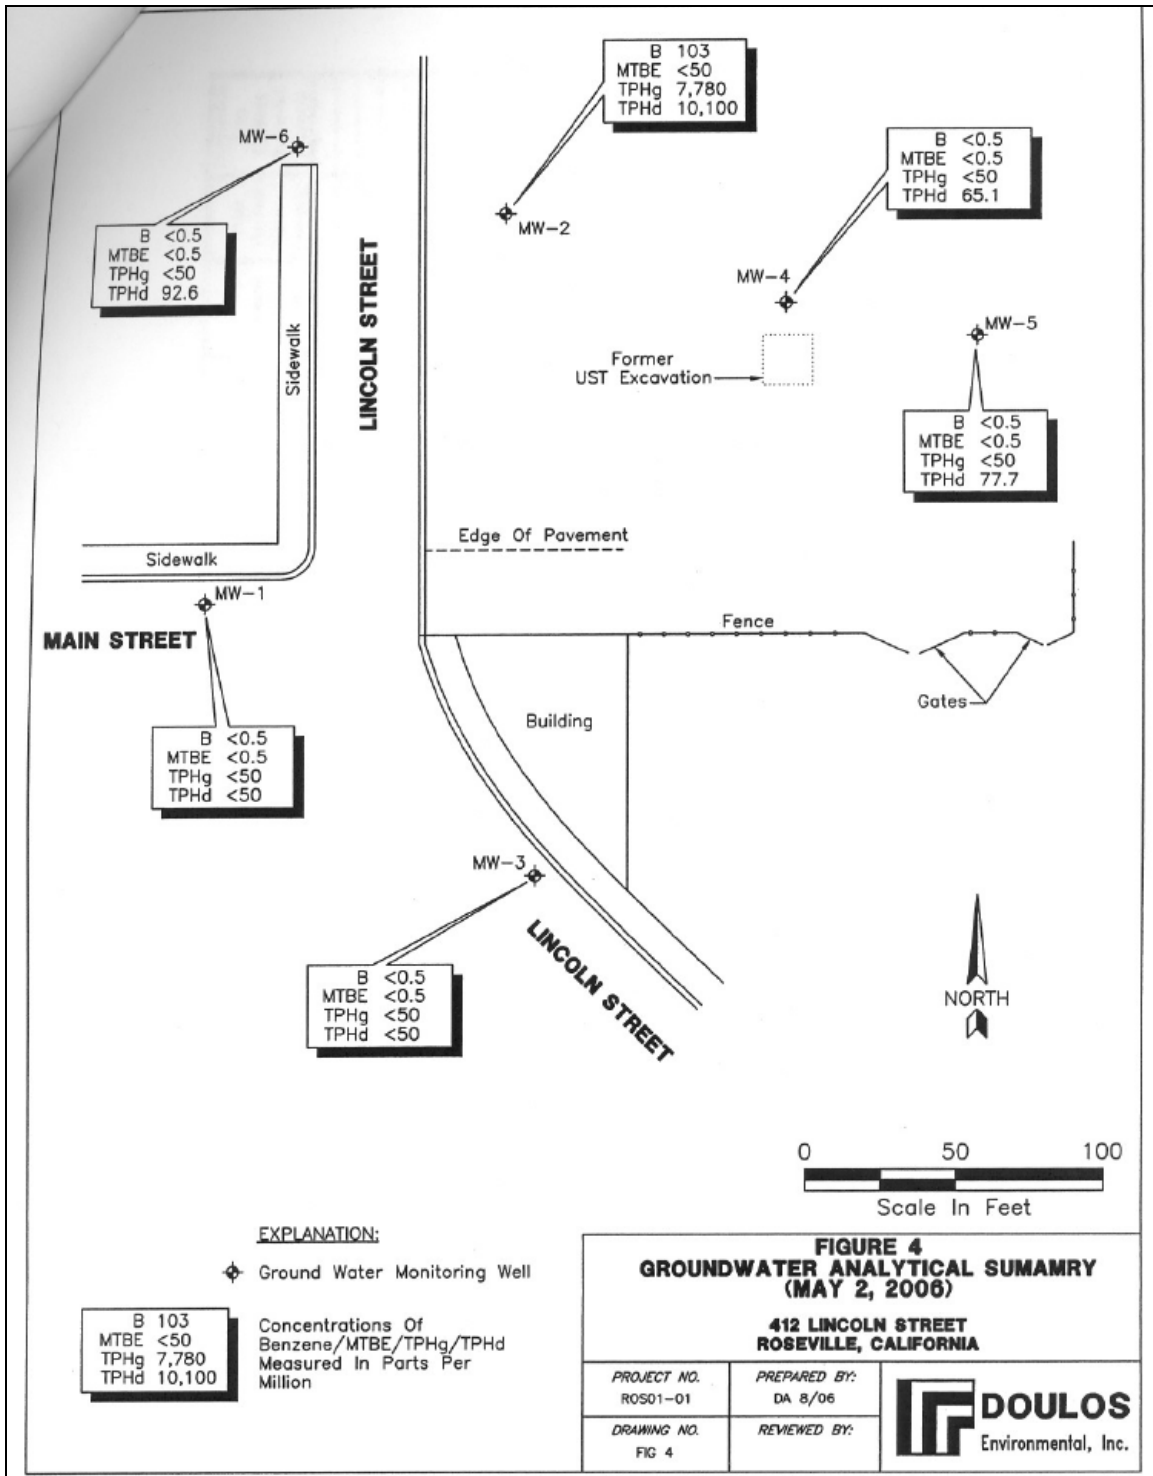 B 103
MTBE <50
TPHg 7,780
TPHd 10,100
MW-6
B <0.5
MTBE <0.5
TPHg <50
TPHd 65.1
MW-2
B <0.5
MTBE <0.5
TPHg <50
TPHd 92.6
LINCOLN STREET
MW-4
MW-5
Sidewalk
Former
UST Excavation
B <0.5
MTBE <0.5
TPHg <50
TPHd 77.7
Edge Of Pavement
Sidewalk
MW-1
MAIN STREET
Fence
Gates
Building
B <0.5
MTBE <0.5
TPHg <50
TPHd <50
MW-3
LINCOLN STREET
B <0.5
MTBE <0.5
TPHg <50
TPHd <50
NORTH
0 50 100
Scale In Feet
EXPLANATION:
Ground Water Monitoring Well
B 103
MTBE <50
TPHg 7,780
TPHd 10,100
Concentrations Of
Benzene/MTBE/TPHg/TPHd
Measured In Parts Per
Million
FIGURE 4
GROUNDWATER ANALYTICAL SUMAMRY
(MAY 2, 2006)
412 LINCOLN STREET
ROSEVILLE, CALIFORNIA
PROJECT NO.
ROS01-01
PREPARED BY:
DA 8/06
DRAWING NO.
FIG 4
REVIEWED BY:
DOULOS
Environmental, Inc.